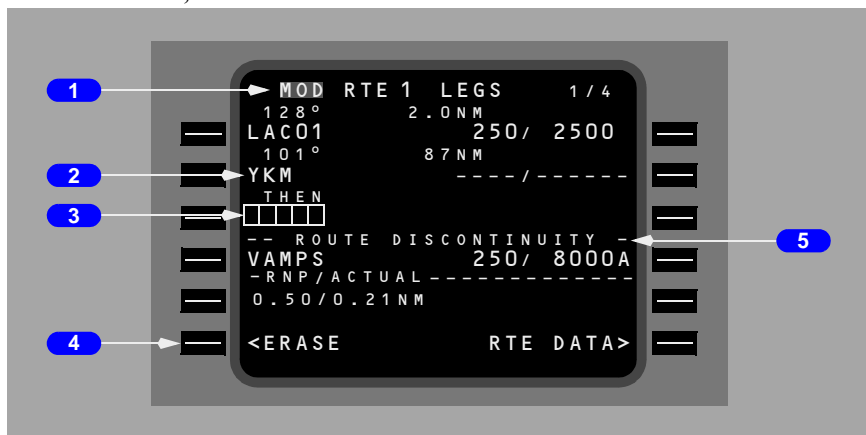 1
MOD RTE 1 LEGS 1/4
128° 2.0NM
LACO1 250/ 2500
101° 87NM
2
YKM ----/------
THEN
3
□□□□□
-- ROUTE DISCONTINUITY -
5
VAMPS 250/ 8000A
-RNP/ACTUAL-------------
0.50/0.21NM
4
<ERASE RTE DATA>